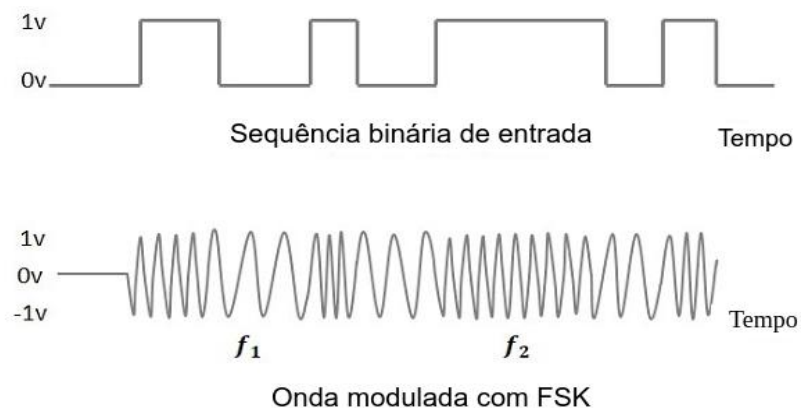 1v
0v
Sequência binária de entrada Tempo
1v
0v
-1v
Tempo
f₁ f₂
Onda modulada com FSK